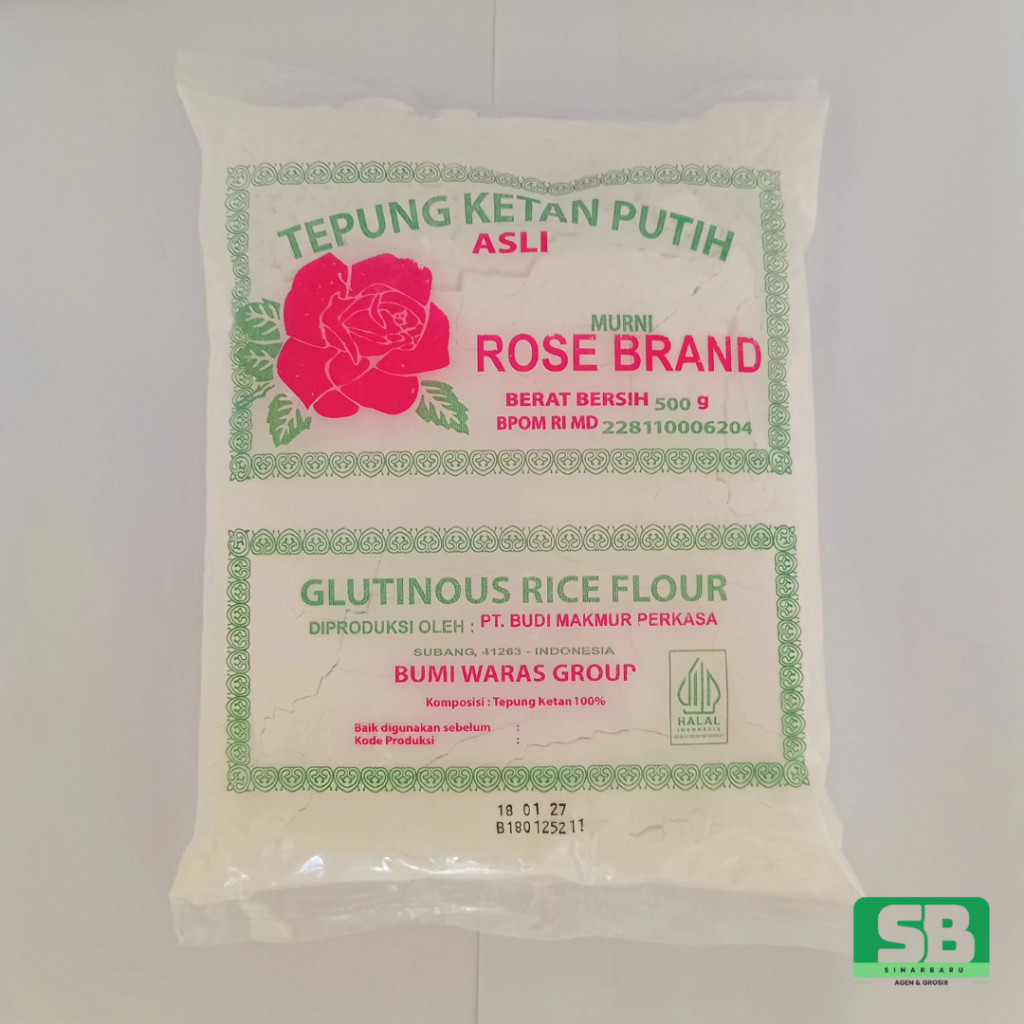 TEPUNG KETAN PUTIH
ASLI
MURNI
ROSE BRAND
BERAT BERSIH 500 g
BPOM RI MD 228110006204
GLUTINOUS RICE FLOUR
DIPRODUKSI OLEH : PT. BUDI MAKMUR PERKASA
SUBANG, 41263 - INDONESIA
BUMI WARAS GROUP
Komposisi : Tepung Ketan 100%
Baik digunakan sebelum :
Kode Produksi :
HALAL
INDONESIA
18 01 27
B180125211
SB
SINARBARU
AGEN & GROSIR